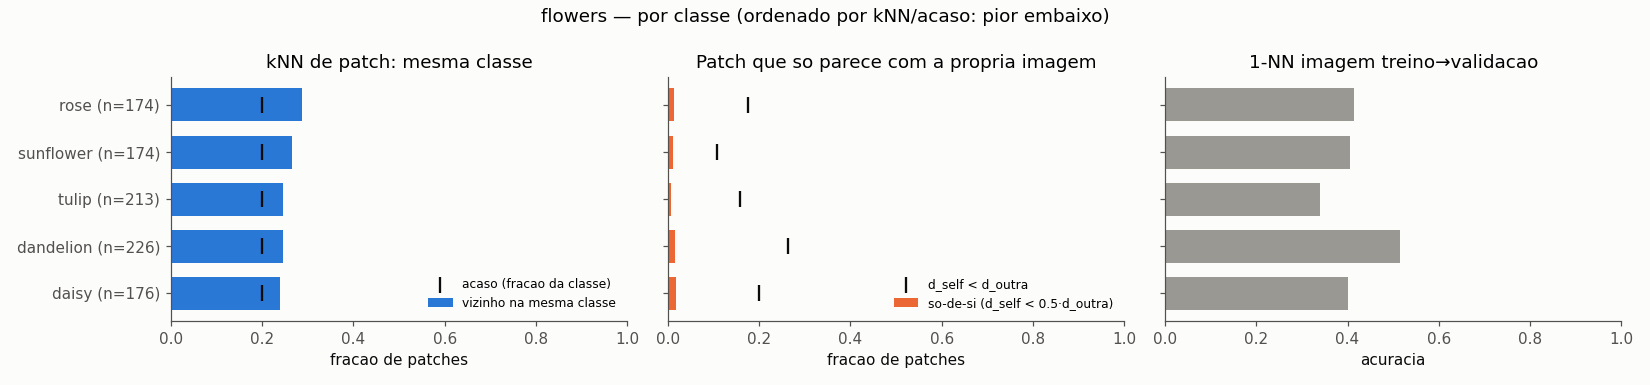 flowers — por classe (ordenado por kNN/acaso: pior embaixo)
kNN de patch: mesma classe
rose (n=174)
sunflower (n=174)
tulip (n=213)
dandelion (n=226)
daisy (n=176)
acaso (fracao da classe)
vizinho na mesma classe
0.0 0.2 0.4 0.6 0.8 1.0
fracao de patches
Patch que so parece com a propria imagem
d_self < d_outra
so-de-si (d_self < 0.5·d_outra)
0.0 0.2 0.4 0.6 0.8 1.0
fracao de patches
1-NN imagem treino→validacao
0.0 0.2 0.4 0.6 0.8 1.0
acuracia